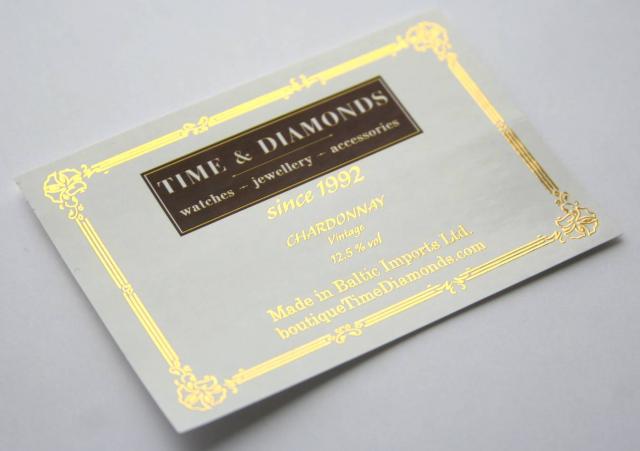 TIME & DIAMONDS
watches – jewellery – accessories
since 1992
CHARDONNAY
Vintage
12,5 % vol
Made in Baltic Imports Ltd.
boutiqueTimeDiamonds.com